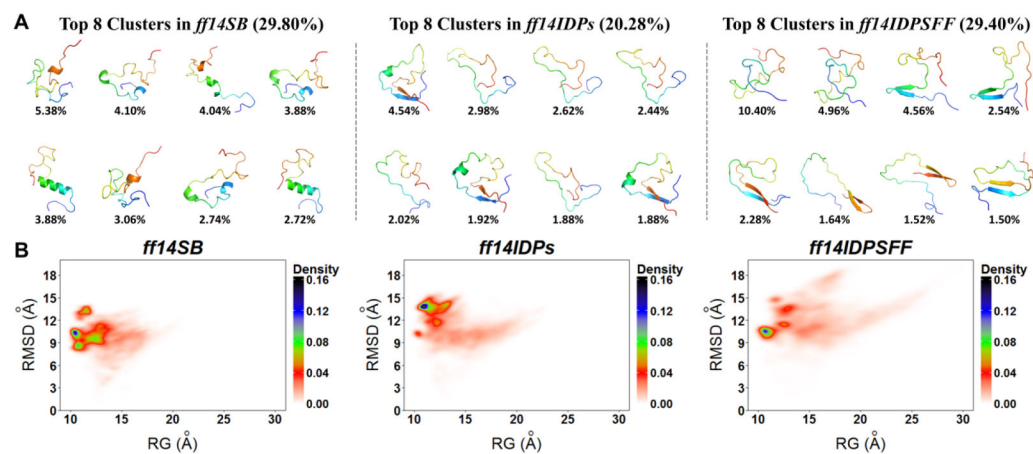 A
Top 8 Clusters in ff14SB (29.80%)
Top 8 Clusters in ff14IDPs (20.28%)
Top 8 Clusters in ff14IDPSFF (29.40%)
5.38% 4.10% 4.04% 3.88%
4.54% 2.98% 2.62% 2.44%
10.40% 4.96% 4.56% 2.54%
3.88% 3.06% 2.74% 2.72%
2.02% 1.92% 1.88% 1.88%
2.28% 1.64% 1.52% 1.50%
B
ff14SB
RMSD (Å)
18
15
12
9
6
3
0
10 15 20 25 30
RG (Å)
Density
0.16
0.12
0.08
0.04
0.00
ff14IDPs
RMSD (Å)
18
15
12
9
6
3
0
10 15 20 25 30
RG (Å)
Density
0.16
0.12
0.08
0.04
0.00
ff14IDPSFF
RMSD (Å)
18
15
12
9
6
3
0
10 15 20 25 30
RG (Å)
Density
0.16
0.12
0.08
0.04
0.00